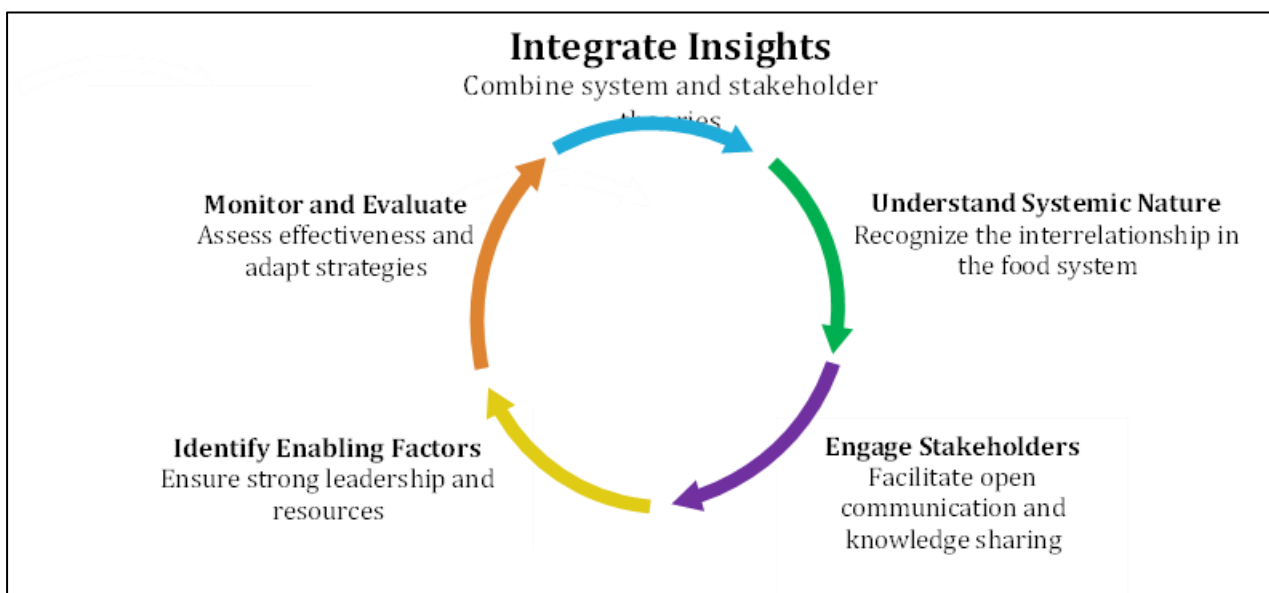 Integrate Insights
Combine system and stakeholder
theories
Understand Systemic Nature
Recognize the interrelationship in
the food system
Engage Stakeholders
Facilitate open
communication and
knowledge sharing
Identify Enabling Factors
Ensure strong leadership and
resources
Monitor and Evaluate
Assess effectiveness and
adapt strategies